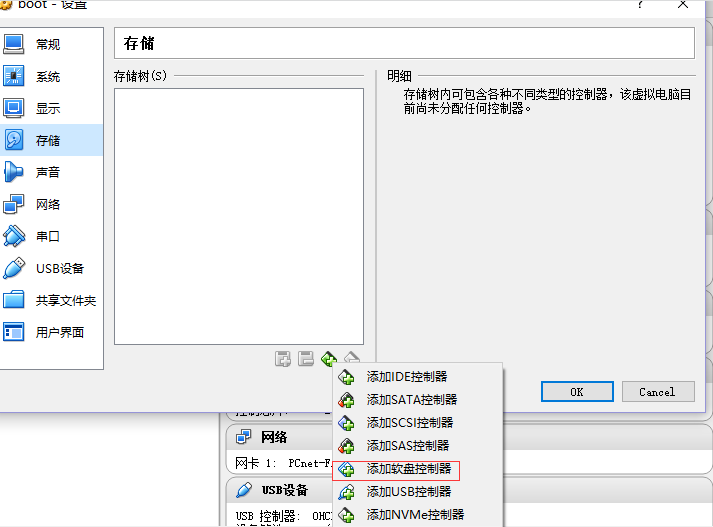 boot - 设置
?
常规
系统
显示
存储
声音
网络
串口
USB设备
共享文件夹
用户界面
存储
存储树(S)
明细
存储树内可包含各种不同类型的控制器，该虚拟电脑目
前尚未分配任何控制器。
添加IDE控制器
添加SATA控制器
添加SCSI控制器
添加SAS控制器
添加软盘控制器
添加USB控制器
添加NVMe控制器
OK
Cancel
网络
网卡 1: PCnet-F
USB设备
USB 控制器: OHC